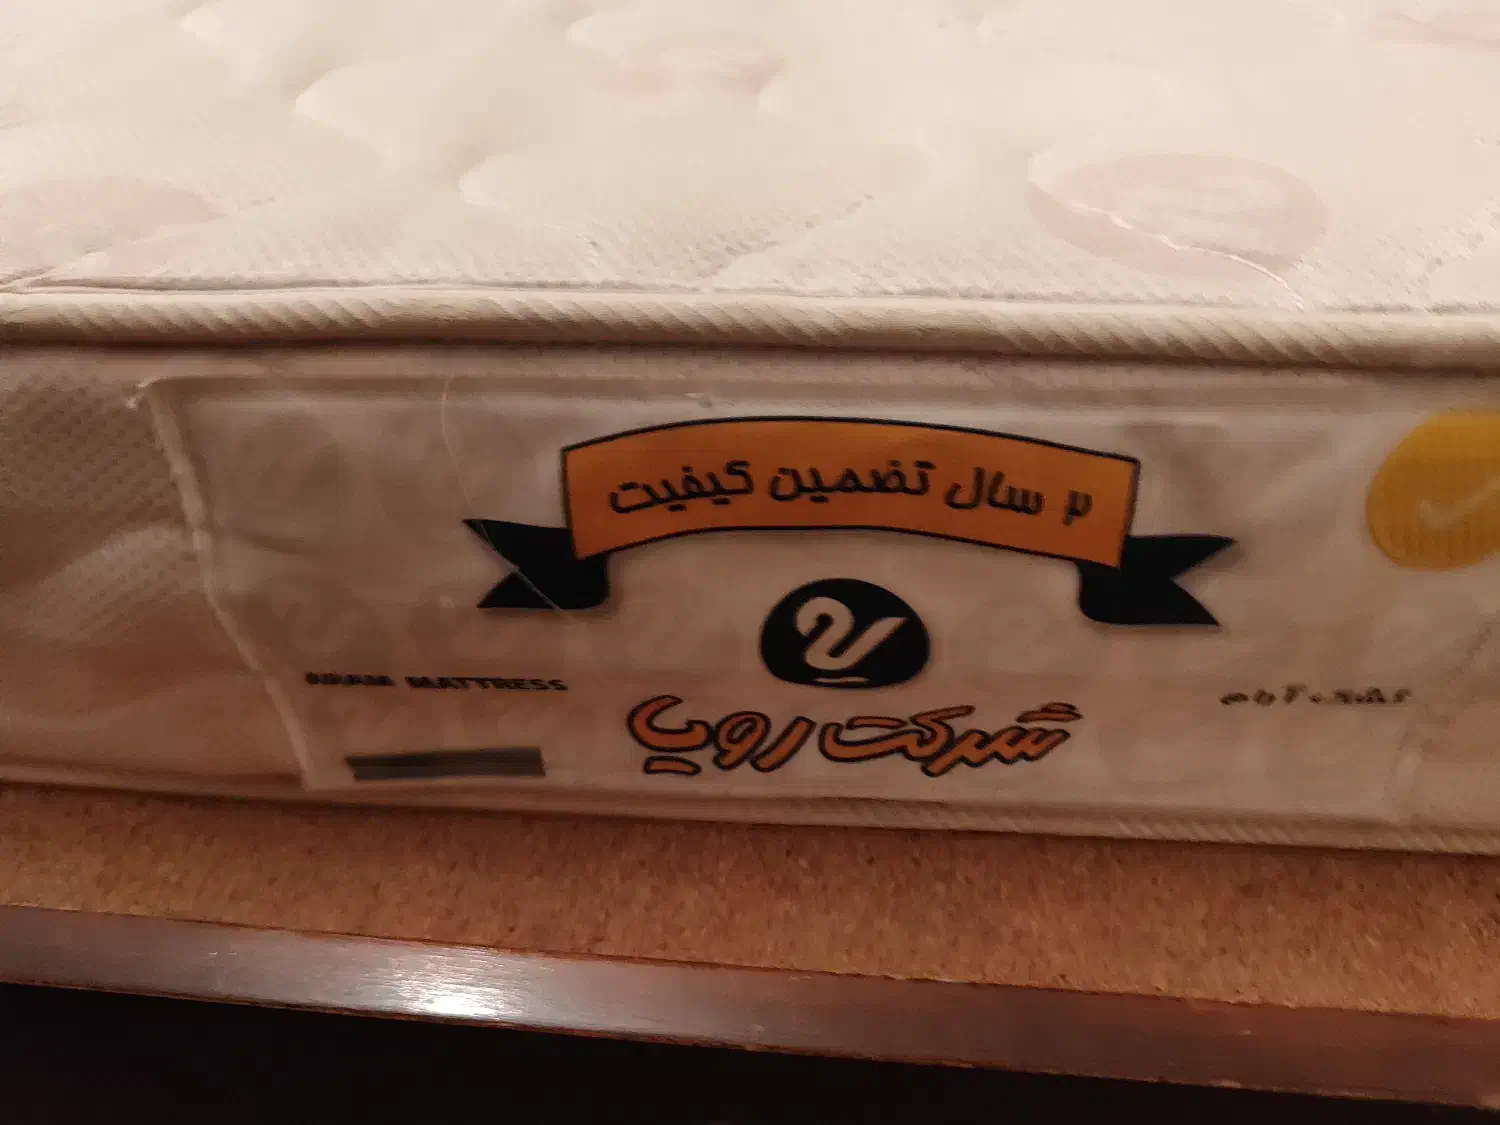 ۲ سال تضمین کیفیت
MATTRESS
شرکت رویا